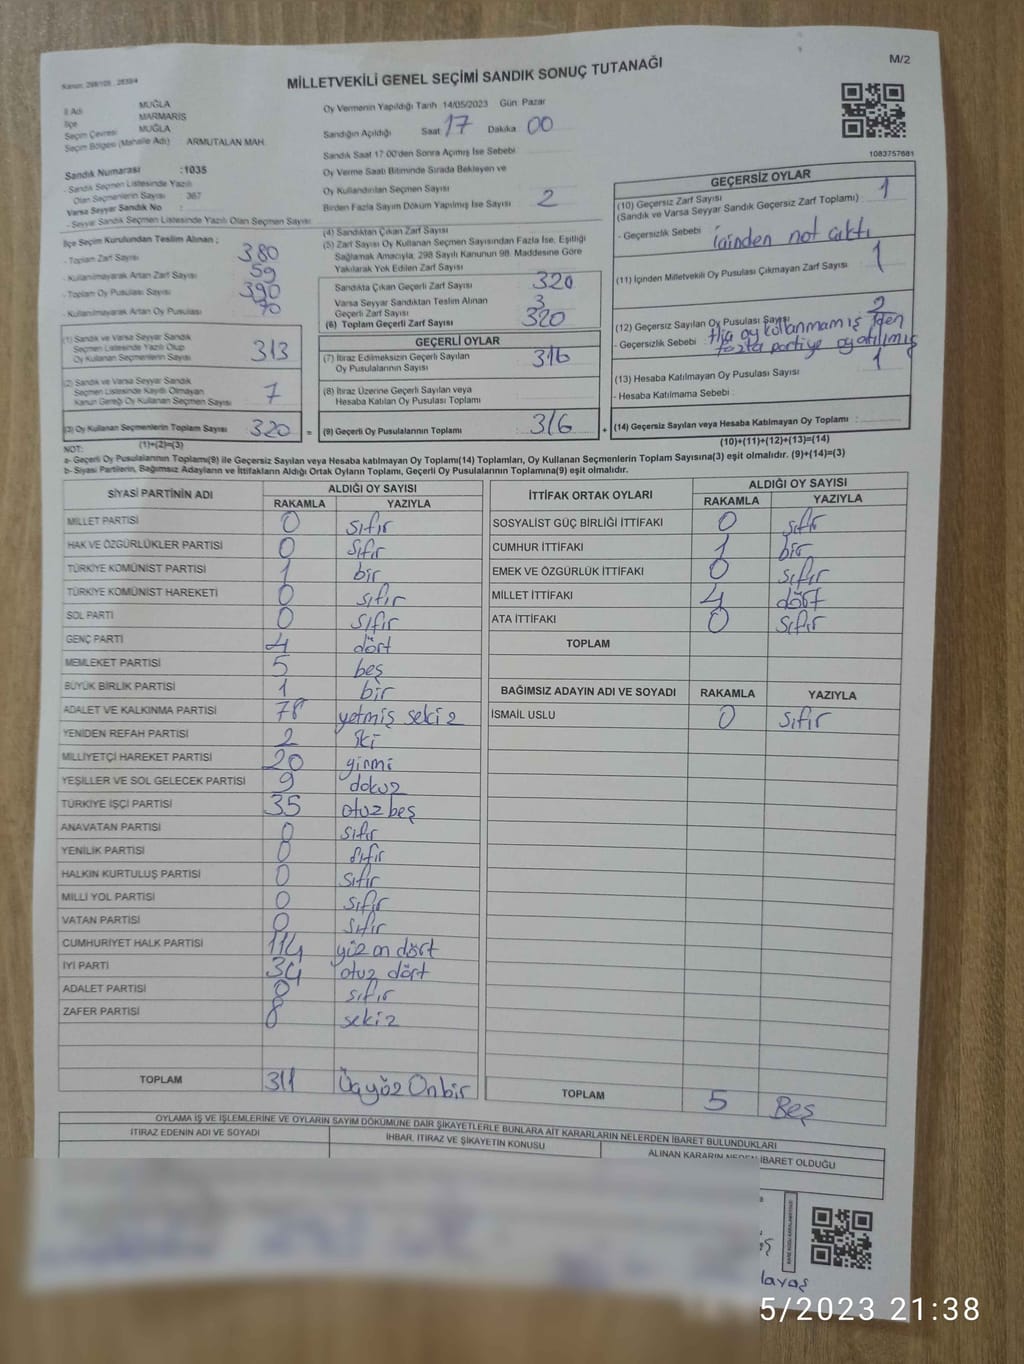 MİLLETVEKİLİ GENEL SEÇİMİ SANDIK SONUÇ TUTANAĞI
M/2
İl Adı MUĞLA
İlçe MARMARİS
Seçim Çevresi MUĞLA
Seçim Bölgesi (Mahalle Adı) ARMUTALAN MAH.
Sandık Numarası :1035
- Sandık Seçmen Listesinde Yazılı
Olan Seçmenlerin Sayısı 367
Varsa Seyyar Sandık No :
- Seyyar Sandık Seçmen Listesinde Yazılı Olan Seçmen Sayısı
İlçe Seçim Kurulundan Teslim Alınan ;
- Toplam Zarf Sayısı 380
- Kullanılmayarak Artan Zarf Sayısı 59
- Toplam Oy Pusulası Sayısı 390
- Kullanılmayarak Artan Oy Pusulası 70
(1) Sandık ve Varsa Seyyar Sandık
Seçmen Listesinde Yazılı Olup
Oy Kullanan Seçmenlerin Sayısı 313
(2) Sandık ve Varsa Seyyar Sandık
Seçmen Listesinde Kayıtlı Olmayan
Kanun Gereği Oy Kullanan Seçmen Sayısı 7
(3) Oy Kullanan Seçmenlerin Toplam Sayısı 320 =
(1)+(2)=(3)
Oy Vermenin Yapıldığı Tarih 14/05/2023 Gün: Pazar
Sandığın Açıldığı Saat 17 Dakika 00
Sandık Saat 17:00'den Sonra Açılmış İse Sebebi
Oy Verme Saati Bitiminde Sırada Bekleyen ve
Oy Kullandırılan Seçmen Sayısı
Birden Fazla Sayım Döküm Yapılmış İse Sayısı 2
(4) Sandıktan Çıkan Zarf Sayısı
(5) Zarf Sayısı Oy Kullanan Seçmen Sayısından Fazla İse, Eşitliği
Sağlamak Amacıyla, 298 Sayılı Kanunun 98. Maddesine Göre
Yakılarak Yok Edilen Zarf Sayısı
Sandıkta Çıkan Geçerli Zarf Sayısı 320
Varsa Seyyar Sandıktan Teslim Alınan
Geçerli Zarf Sayısı
(6) Toplam Geçerli Zarf Sayısı 320
GEÇERLİ OYLAR
(7) İtiraz Edilmeksizin Geçerli Sayılan
Oy Pusulasının Sayısı 316
(8) İtiraz Üzerine Geçerli Sayılan veya
Hesaba Katılan Oy Pusulası Toplamı
(9) Geçerli Oy Pusulalarının Toplamı 316 +
1083757681
GEÇERSİZ OYLAR
(10) Geçersiz Zarf Sayısı 1
(Sandık ve Varsa Seyyar Sandık Geçersiz Zarf Toplamı)
- Geçersizlik Sebebi : içinden not çıktı
(11) İçinden Milletvekili Oy Pusulası Çıkmayan Zarf Sayısı 1
(12) Geçersiz Sayılan Oy Pusulası Sayısı 2
- Geçersizlik Sebebi : oy kullanmamış
fazla partiye oy atılmış
(13) Hesaba Katılmayan Oy Pusulası Sayısı 1
- Hesaba Katılmama Sebebi :
(14) Geçersiz Sayılan veya Hesaba Katılmayan Oy Toplamı :
(10)+(11)+(12)+(13)=(14)
NOT:
a- Geçerli Oy Pusulalarının Toplamı(9) ile Geçersiz Sayılan veya Hesaba katılmayan Oy Toplamı(14) Toplamları, Oy Kullanan Seçmenlerin Toplam Sayısına(3) eşit olmalıdır. (9)+(14)=(3)
b- Siyasi Partilerin, Bağımsız Adayların ve İttifakların Aldığı Ortak Oyların Toplamı, Geçerli Oy Pusulalarının Toplamına(9) eşit olmalıdır.
SİYASİ PARTİNİN ADI ALDIĞI OY SAYISI
RAKAMLA YAZIYLA
MİLLET PARTİSİ 0 sıfır
HAK VE ÖZGÜRLÜKLER PARTİSİ 0 sıfır
TÜRKİYE KOMÜNİST PARTİSİ 1 bir
TÜRKİYE KOMÜNİST HAREKETİ 0 sıfır
SOL PARTİ 0 sıfır
GENÇ PARTİ 4 dört
MEMLEKET PARTİSİ 5 beş
BÜYÜK BİRLİK PARTİSİ 1 bir
ADALET VE KALKINMA PARTİSİ 78 yetmiş sekiz
YENİDEN REFAH PARTİSİ 2 iki
MİLLİYETÇİ HAREKET PARTİSİ 20 yirmi
YEŞİLLER VE SOL GELECEK PARTİSİ 9 dokuz
TÜRKİYE İŞÇİ PARTİSİ 35 otuz beş
ANAVATAN PARTİSİ 0 sıfır
YENİLİK PARTİSİ 0 sıfır
HALKIN KURTULUŞ PARTİSİ 0 sıfır
MİLLİ YOL PARTİSİ 0 sıfır
VATAN PARTİSİ 0 sıfır
CUMHURİYET HALK PARTİSİ 114 yüz on dört
İYİ PARTİ 34 otuz dört
ADALET PARTİSİ 0 sıfır
ZAFER PARTİSİ 8 sekiz
TOPLAM 311 Üçyüz Onbir
İTTİFAK ORTAK OYLARI ALDIĞI OY SAYISI
RAKAMLA YAZIYLA
SOSYALİST GÜÇ BİRLİĞİ İTTİFAKI 0 sıfır
CUMHUR İTTİFAKI 1 bir
EMEK VE ÖZGÜRLÜK İTTİFAKI 0 sıfır
MİLLET İTTİFAKI 4 dört
ATA İTTİFAKI 0 sıfır
TOPLAM
BAĞIMSIZ ADAYIN ADI VE SOYADI RAKAMLA YAZIYLA
İSMAİL USLU 0 sıfır
TOPLAM 5 Beş
OYLAMA İŞ VE İŞLEMLERİNE VE OYLARIN SAYIM DÖKÜMÜNE DAİR ŞİKAYETLERLE BUNLARA AİT KARARLARIN NELERDEN İBARET BULUNDUKLARI
İTİRAZ EDENİN ADI VE SOYADI İHBAR, İTİRAZ VE ŞİKAYETİN KONUSU ALINAN KARARIN NEDEN İBARET OLDUĞU
5/2023 21:38